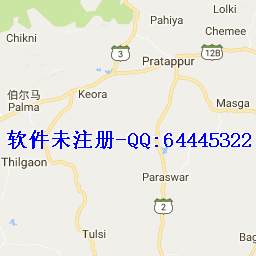 Lolki
Pahiya
Chemee
Chikni
3
12B
Pratappur
伯尔马
Palma
Keora
Masga
软件未注册-QQ:64445322
Thilgaon
Paraswar
2
Tulsi
Bag